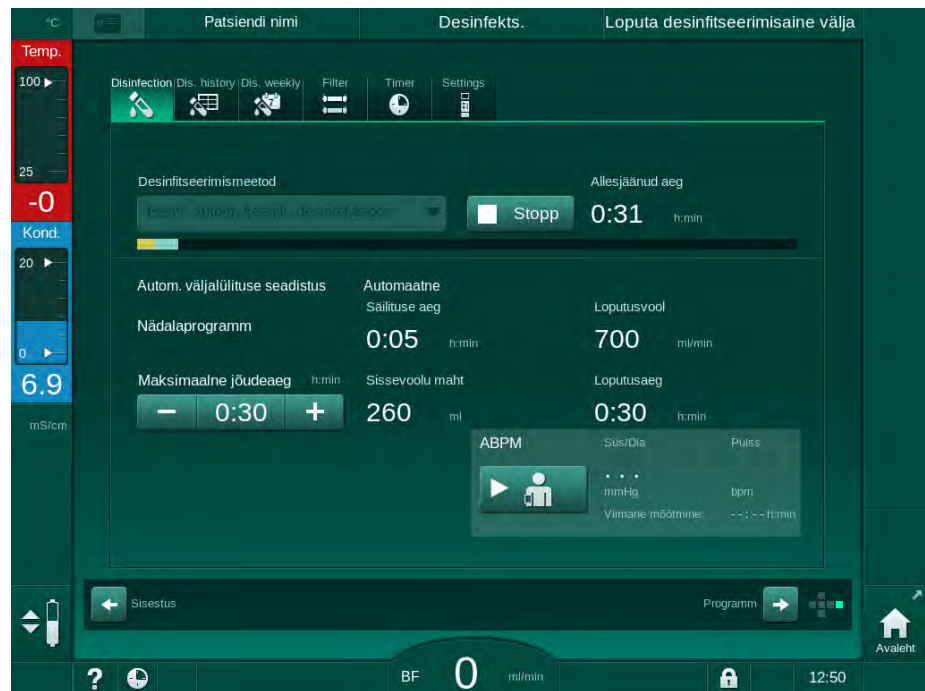 °C Patsiendi nimi Desinfekts. Loputa desinfitseerimisaine välja
Temp.
100
25
-0
Kond.
20
0
6.9
mS/cm
Disinfection Dis. history Dis. weekly Filter Timer Settings
Desinfitseerimismeetod Allesjäänud aeg
Stopp 0:31 h:min
Autom. väljalülituse seadistus Automaatne
Säilituse aeg Loputusvool
Nädalaprogramm
0:05 h:min 700 ml/min
Maksimaalne jõudeaeg h:min Sissevoolu maht Loputusaeg
− 0:30 + 260 ml 0:30 h:min
ABPM Süs/Dia Pulss
...
mmHg bpm
Viimane mõõtmine: --:-- h:min
Sisestus Programm
Avaleht
? BF 0 ml/min 12:50